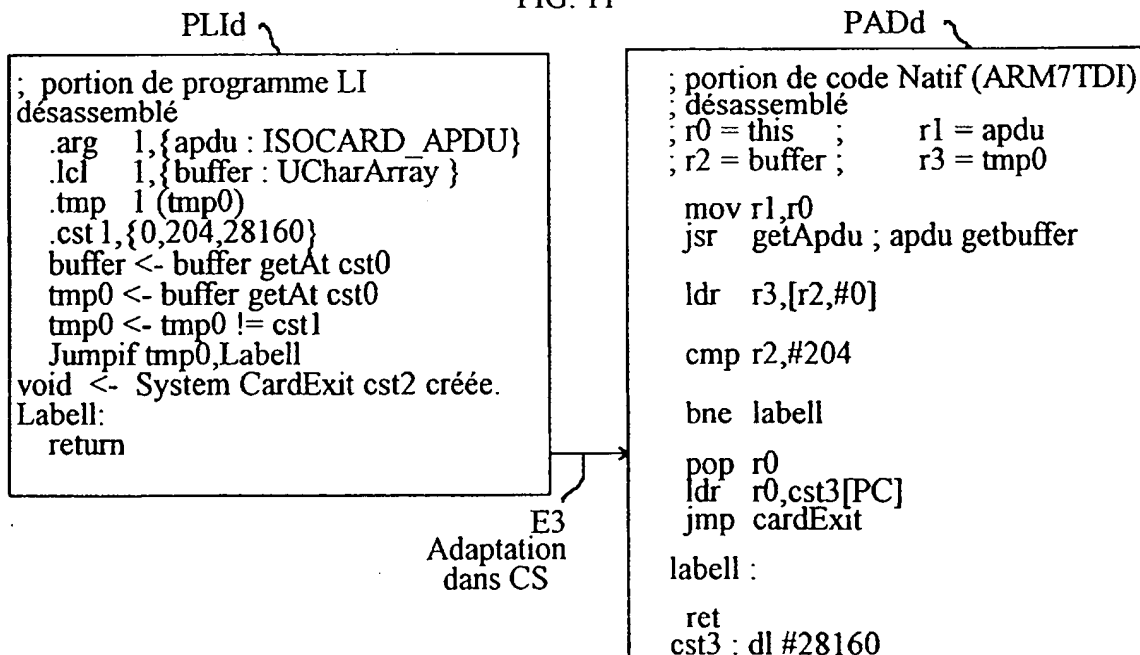 FIG. 11
PLId
; portion de programme LI
désassemblé
.arg 1,{apdu : ISOCARD_APDU}
.lcl 1,{buffer : UCharArray }
.tmp 1 (tmp0)
.cst 1,{0,204,28160}
buffer <- buffer getAt cst0
tmp0 <- buffer getAt cst0
tmp0 <- tmp0 != cst1
Jumpif tmp0,Labell
void <- System CardExit cst2 créée.
Labell:
return
E3
Adaptation
dans CS
PADd
; portion de code Natif (ARM7TDI)
; désassemblé
; r0 = this ; r1 = apdu
; r2 = buffer ; r3 = tmp0
mov r1,r0
jsr getApdu ; apdu getbuffer
ldr r3,[r2,#0]
cmp r2,#204
bne labell
pop r0
ldr r0,cst3[PC]
jmp cardExit
labell :
ret
cst3 : dl #28160